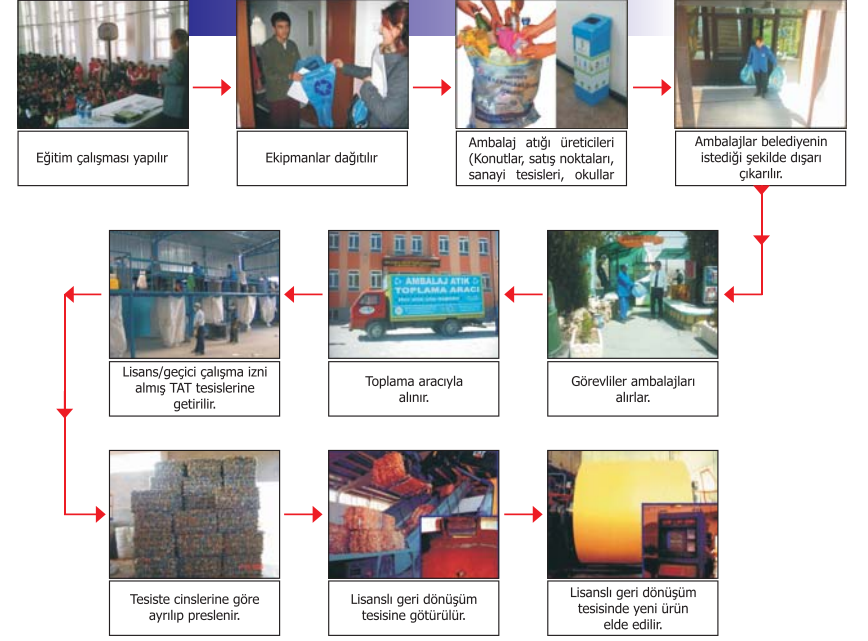 Eğitim çalışması yapılır
Ekipmanlar dağıtılır
Ambalaj atığı üreticileri
(Konutlar, satış noktaları,
sanayi tesisleri, okullar
Ambalajlar belediyenin
istediği şekilde dışarı
çıkarılır.
Görevliler ambalajları
alırlar.
AMBALAJ ATIK
TOPLAMA ARACI
Toplama aracıyla
alınır.
Lisans/geçici çalışma izni
almış TAT tesislerine
getirilir.
Tesiste cinslerine göre
ayrılıp preslenir.
Lisanslı geri dönüşüm
tesisine götürülür.
Lisanslı geri dönüşüm
tesisinde yeni ürün
elde edilir.